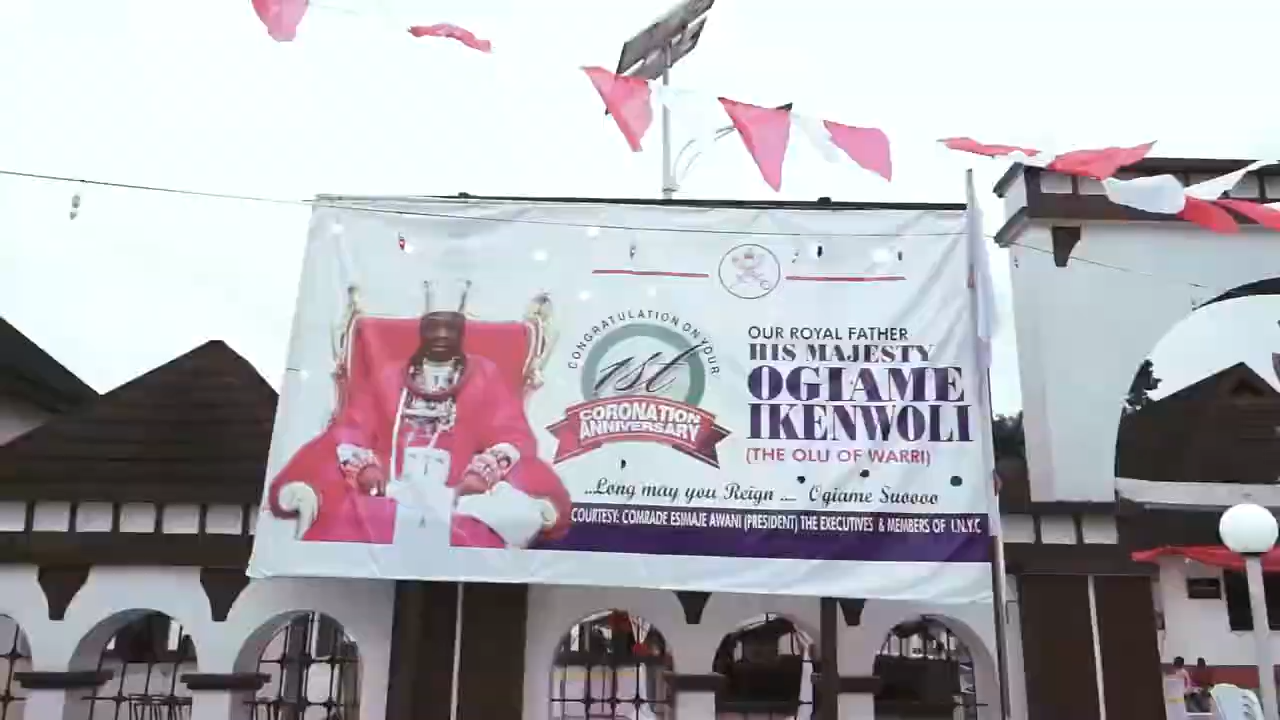 CONGRATULATION ON YOUR
1st
CORONATION
ANNIVERSARY
OUR ROYAL FATHER
HIS MAJESTY
OGIAME
IKENWOLI
(THE OLU OF WARRI)
...Long may you Reign .... Ogiame Suoooo
COURTESY: COMRADE ESIMAJE AWANI (PRESIDENT) THE EXECUTIVES & MEMBERS OF I.N.Y.C